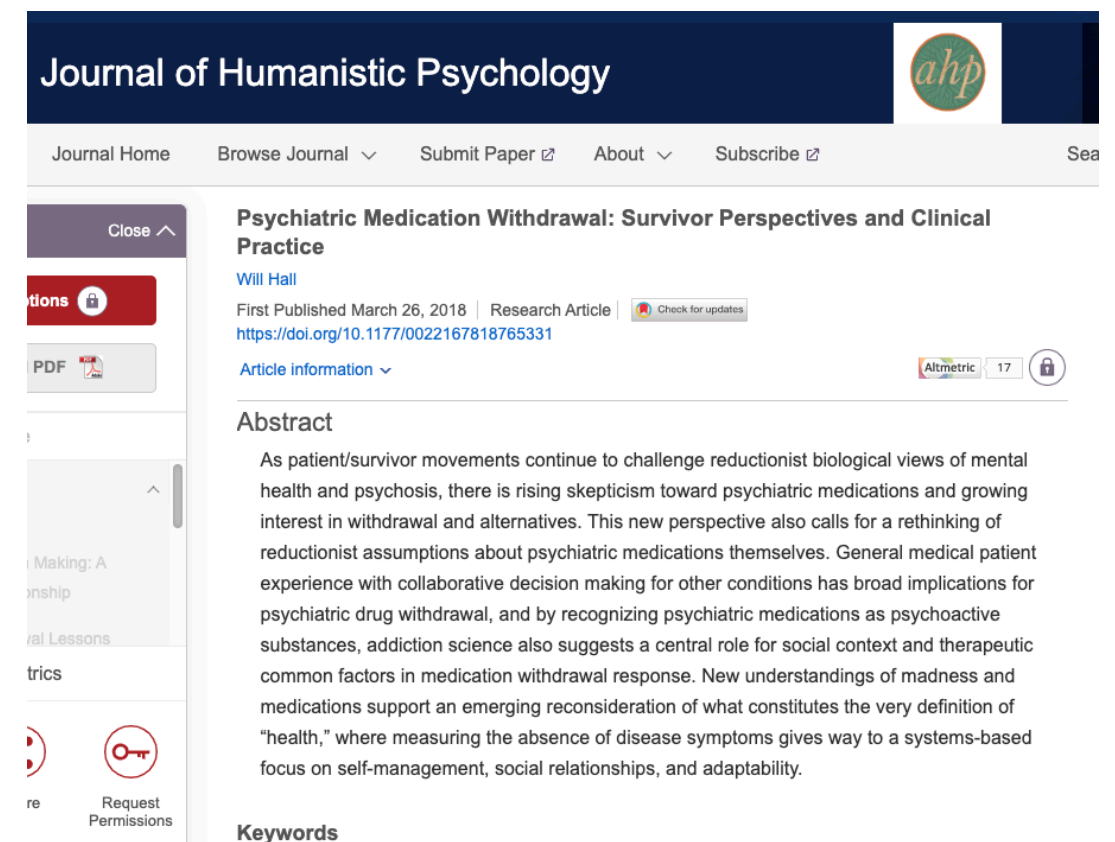 Journal of Humanistic Psychology
ahp
Journal Home Browse Journal Submit Paper About Subscribe
Close
PDF
Making: A
Lessons
Request
Permissions
Psychiatric Medication Withdrawal: Survivor Perspectives and Clinical
Practice
Will Hall
First Published March 26, 2018 Research Article Check for updates
https://doi.org/10.1177/0022167818765331
Article information
Altmetric 17
Abstract
As patient/survivor movements continue to challenge reductionist biological views of mental
health and psychosis, there is rising skepticism toward psychiatric medications and growing
interest in withdrawal and alternatives. This new perspective also calls for a rethinking of
reductionist assumptions about psychiatric medications themselves. General medical patient
experience with collaborative decision making for other conditions has broad implications for
psychiatric drug withdrawal, and by recognizing psychiatric medications as psychoactive
substances, addiction science also suggests a central role for social context and therapeutic
common factors in medication withdrawal response. New understandings of madness and
medications support an emerging reconsideration of what constitutes the very definition of
“health,” where measuring the absence of disease symptoms gives way to a systems-based
focus on self-management, social relationships, and adaptability.
Keywords